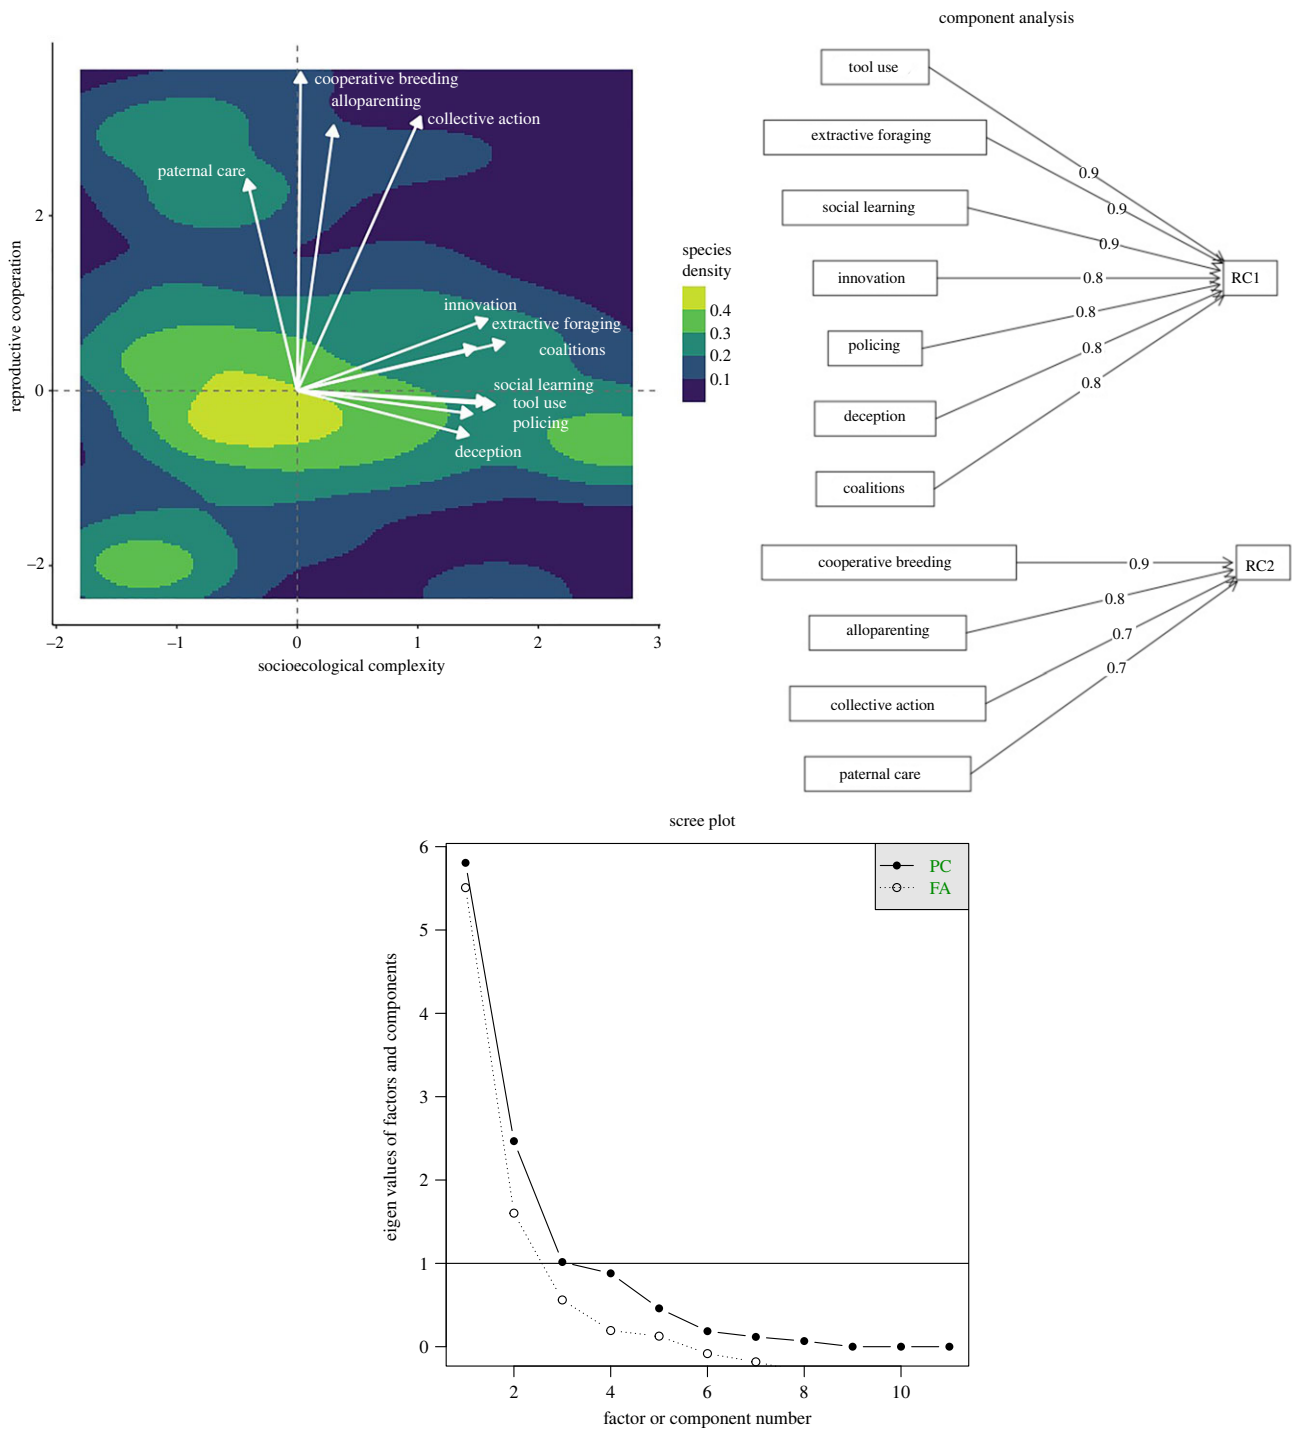 cooperative breeding
alloparenting
collective action
paternal care
innovation
extractive foraging
coalitions
social learning
tool use
policing
deception
reproductive cooperation
2
0
−2
−2
−1
0
1
2
3
socioecological complexity
species
density
0.4
0.3
0.2
0.1
component analysis
tool use
extractive foraging
social learning
innovation
policing
deception
coalitions
0.9
0.9
0.9
0.8
0.8
0.8
0.8
RC1
cooperative breeding
alloparenting
collective action
paternal care
0.9
0.8
0.7
0.7
RC2
scree plot
eigen values of factors and components
6
5
4
3
2
1
0
PC
FA
2
4
6
8
10
factor or component number